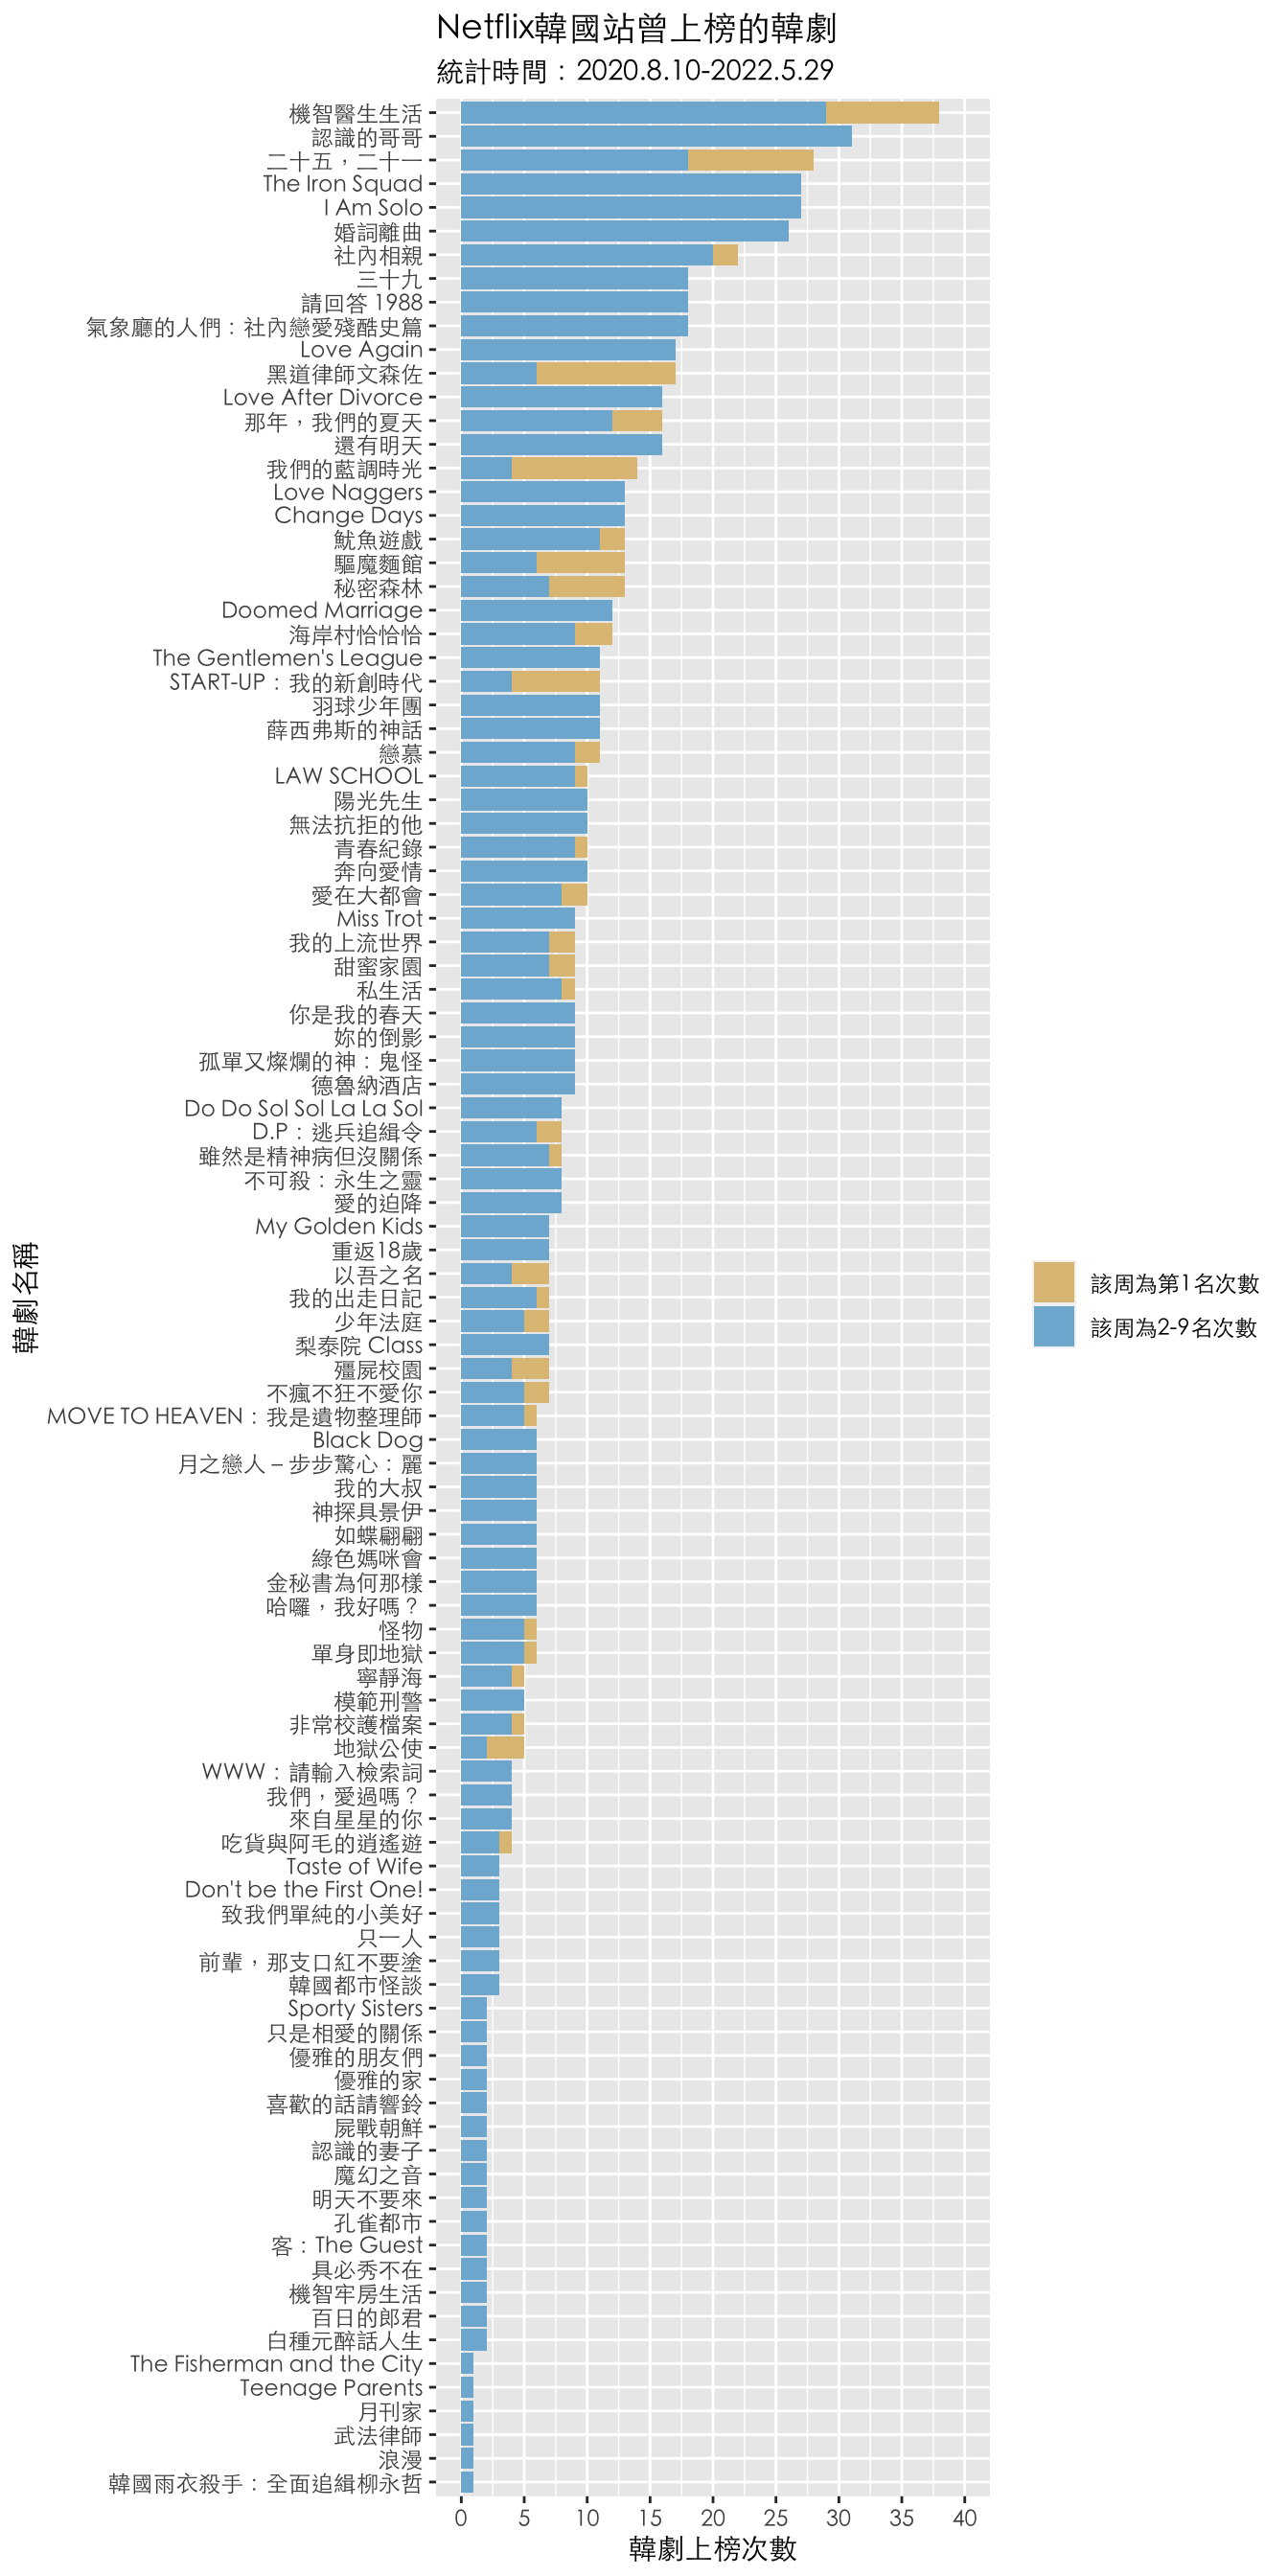 Netflix韓國站曾上榜的韓劇
統計時間：2020.8.10-2022.5.29
機智醫生生活
認識的哥哥
二十五，二十一
The Iron Squad
I Am Solo
婚詞離曲
社內相親
三十九
請回答 1988
氣象廳的人們：社內戀愛殘酷史篇
Love Again
黑道律師文森佐
Love After Divorce
那年，我們的夏天
還有明天
我們的藍調時光
Love Naggers
Change Days
魷魚遊戲
驅魔麵館
秘密森林
Doomed Marriage
海岸村恰恰恰
The Gentlemen's League
START-UP：我的新創時代
羽球少年團
薛西弗斯的神話
戀慕
LAW SCHOOL
陽光先生
無法抗拒的他
青春紀錄
奔向愛情
愛在大都會
Miss Trot
我的上流世界
甜蜜家園
私生活
你是我的春天
妳的倒影
孤單又燦爛的神：鬼怪
德魯納酒店
Do Do Sol Sol La La Sol
D.P：逃兵追緝令
雖然是精神病但沒關係
不可殺：永生之靈
愛的迫降
My Golden Kids
重返18歲
以吾之名
我的出走日記
少年法庭
梨泰院 Class
殭屍校園
不瘋不狂不愛你
MOVE TO HEAVEN：我是遺物整理師
Black Dog
月之戀人－步步驚心：麗
我的大叔
神探具景伊
如蝶翩翩
綠色媽咪會
金秘書為何那樣
哈囉，我好嗎？
怪物
單身即地獄
寧靜海
模範刑警
非常校護檔案
地獄公使
WWW：請輸入檢索詞
我們，愛過嗎？
來自星星的你
吃貨與阿毛的逍遙遊
Taste of Wife
Don't be the First One!
致我們單純的小美好
只一人
前輩，那支口紅不要塗
韓國都市怪談
Sporty Sisters
只是相愛的關係
優雅的朋友們
優雅的家
喜歡的話請響鈴
屍戰朝鮮
認識的妻子
魔幻之音
明天不要來
孔雀都市
客：The Guest
具必秀不在
機智牢房生活
百日的郎君
白種元醉話人生
The Fisherman and the City
Teenage Parents
月刊家
武法律師
浪漫
韓國雨衣殺手：全面追緝柳永哲
0 5 10 15 20 25 30 35 40
韓劇上榜次數
韓劇名稱
該周為第1名次數
該周為2-9名次數